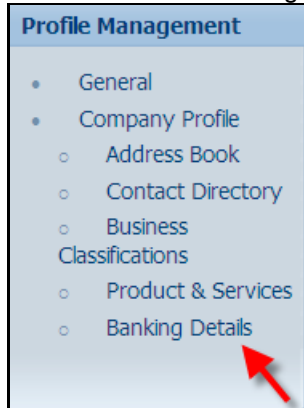 Profile Management
General
Company Profile
Address Book
Contact Directory
Business
Classifications
Product & Services
Banking Details